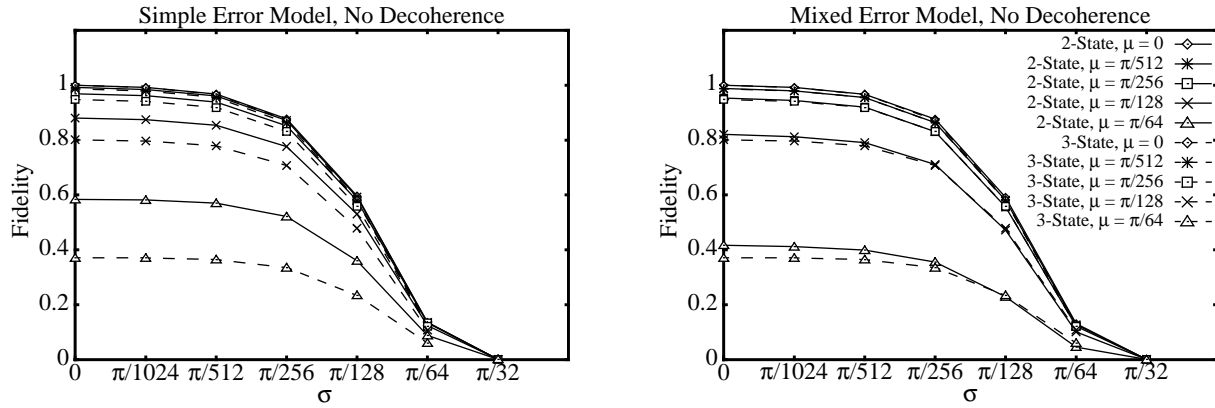 Simple Error Model, No Decoherence
Fidelity
1
0.8
0.6
0.4
0.2
0
0 π/1024 π/512 π/256 π/128 π/64 π/32
σ
Mixed Error Model, No Decoherence
2-State, μ = 0
2-State, μ = π/512
2-State, μ = π/256
2-State, μ = π/128
2-State, μ = π/64
3-State, μ = 0
3-State, μ = π/512
3-State, μ = π/256
3-State, μ = π/128
3-State, μ = π/64
Fidelity
1
0.8
0.6
0.4
0.2
0
0 π/1024 π/512 π/256 π/128 π/64 π/32
σ